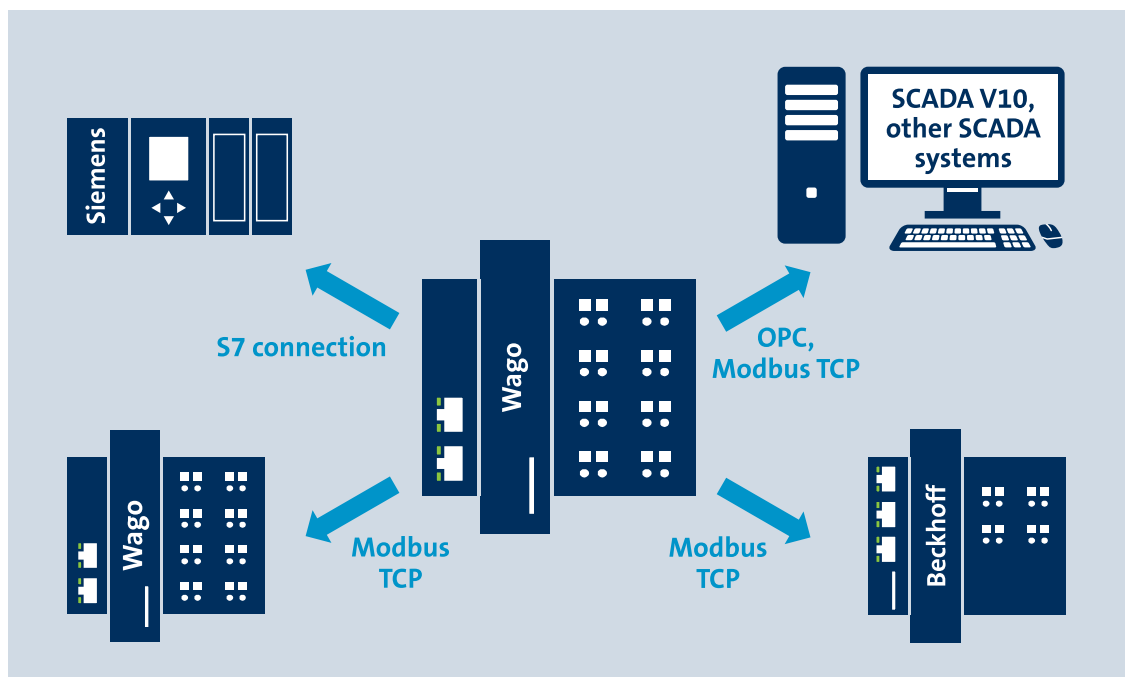 Siemens
SCADA V10,
other SCADA
systems
S7 connection
Wago
OPC,
Modbus TCP
Wago
Modbus
TCP
Modbus
TCP
Beckhoff